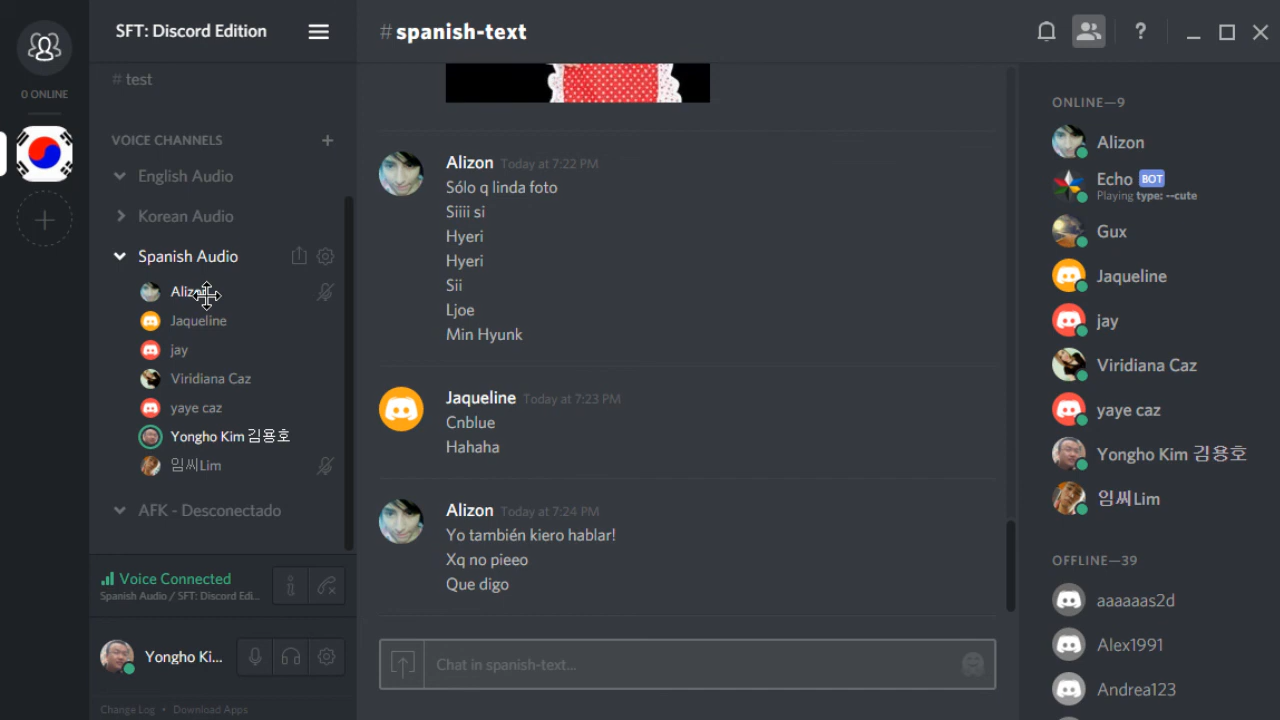 0 ONLINE
SFT: Discord Edition
# test
VOICE CHANNELS
English Audio
Korean Audio
Spanish Audio
Jaqueline
jay
Viridiana Caz
yaye caz
Yongho Kim 김용호
임씨Lim
AFK - Desconectado
Voice Connected
Spanish Audio / SFT: Discord Edi...
Yongho Ki...
Change Log • Download Apps
#spanish-text
Alizon Today at 7:22 PM
Sólo q linda foto
Siiii si
Hyeri
Hyeri
Sii
Ljoe
Min Hyunk
Jaqueline Today at 7:23 PM
Cnblue
Hahaha
Alizon Today at 7:24 PM
Yo también kiero hablar!
Xq no pieeo
Que digo
Chat in spanish-text...
ONLINE—9
Alizon
Echo BOT
Playing type: --cute
Gux
Jaqueline
jay
Viridiana Caz
yaye caz
Yongho Kim 김용호
임씨Lim
OFFLINE—39
aaaaaas2d
Alex1991
Andrea123